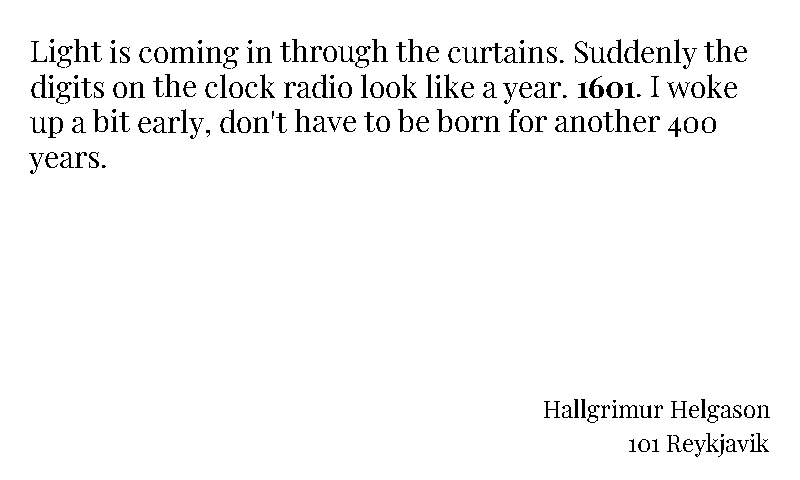 Light is coming in through the curtains. Suddenly the
digits on the clock radio look like a year. 1601. I woke
up a bit early, don't have to be born for another 400
years.
Hallgrimur Helgason
101 Reykjavik